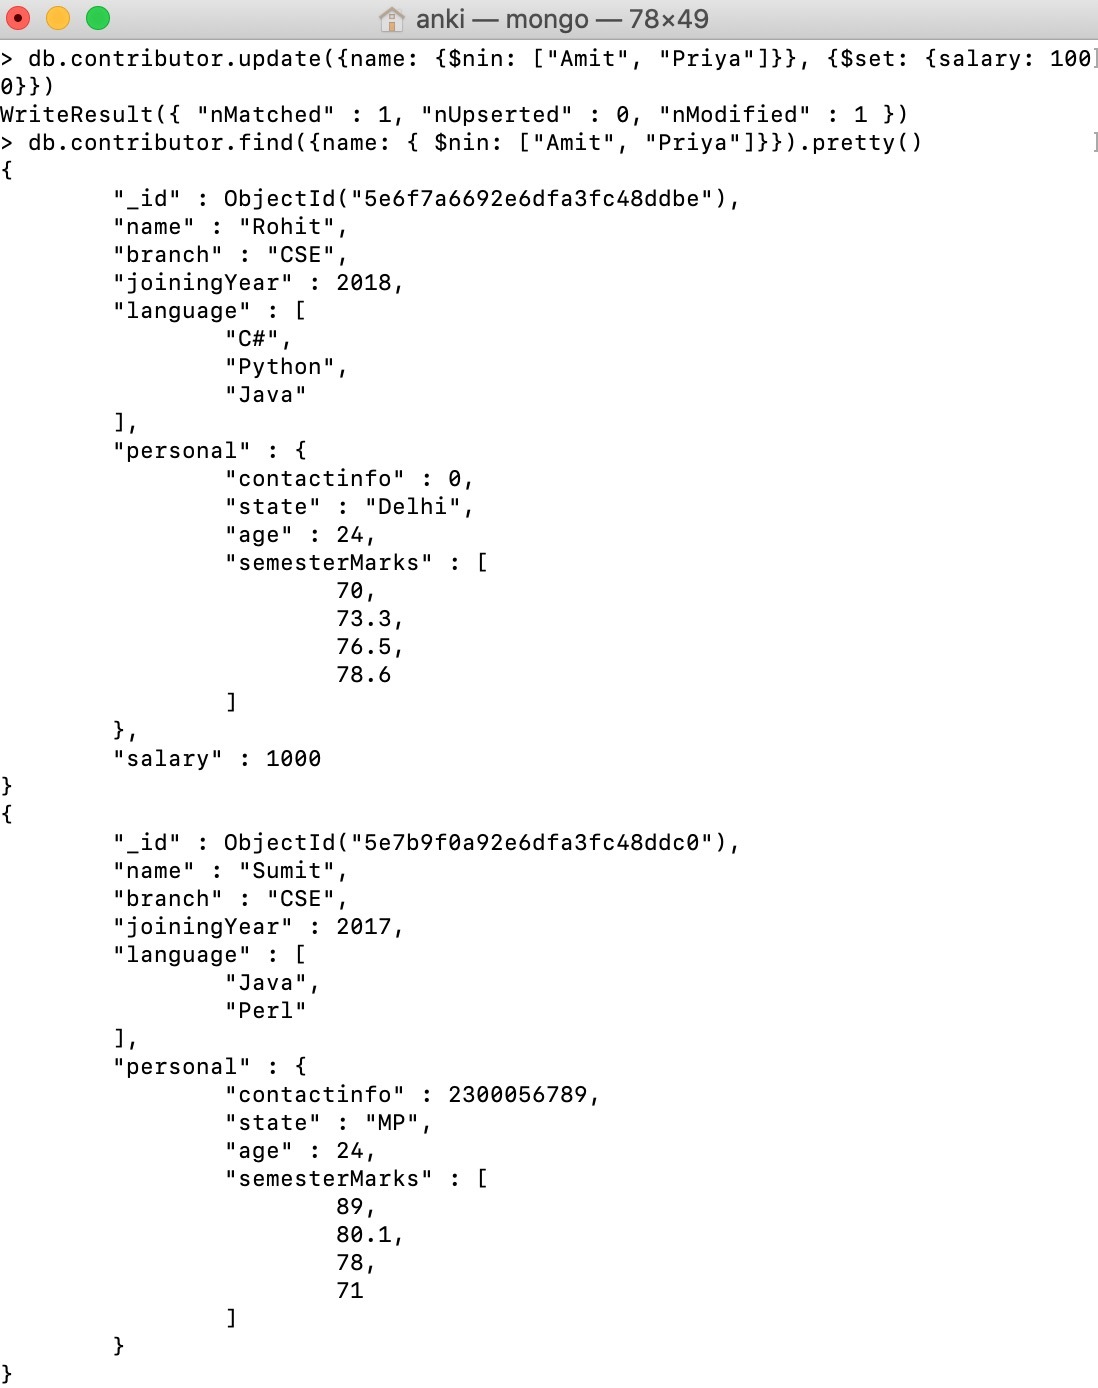 anki — mongo — 78×49
> db.contributor.update({name: {$nin: ["Amit", "Priya"]}}, {$set: {salary: 100]
0}})
WriteResult({ "nMatched" : 1, "nUpserted" : 0, "nModified" : 1 })
> db.contributor.find({name: { $nin: ["Amit", "Priya"]}}).pretty() ]
{
        "_id" : ObjectId("5e6f7a6692e6dfa3fc48ddbe"),
        "name" : "Rohit",
        "branch" : "CSE",
        "joiningYear" : 2018,
        "language" : [
                "C#",
                "Python",
                "Java"
        ],
        "personal" : {
                "contactinfo" : 0,
                "state" : "Delhi",
                "age" : 24,
                "semesterMarks" : [
                        70,
                        73.3,
                        76.5,
                        78.6
                ]
        },
        "salary" : 1000
}
{
        "_id" : ObjectId("5e7b9f0a92e6dfa3fc48ddc0"),
        "name" : "Sumit",
        "branch" : "CSE",
        "joiningYear" : 2017,
        "language" : [
                "Java",
                "Perl"
        ],
        "personal" : {
                "contactinfo" : 2300056789,
                "state" : "MP",
                "age" : 24,
                "semesterMarks" : [
                        89,
                        80.1,
                        78,
                        71
                ]
        }
}